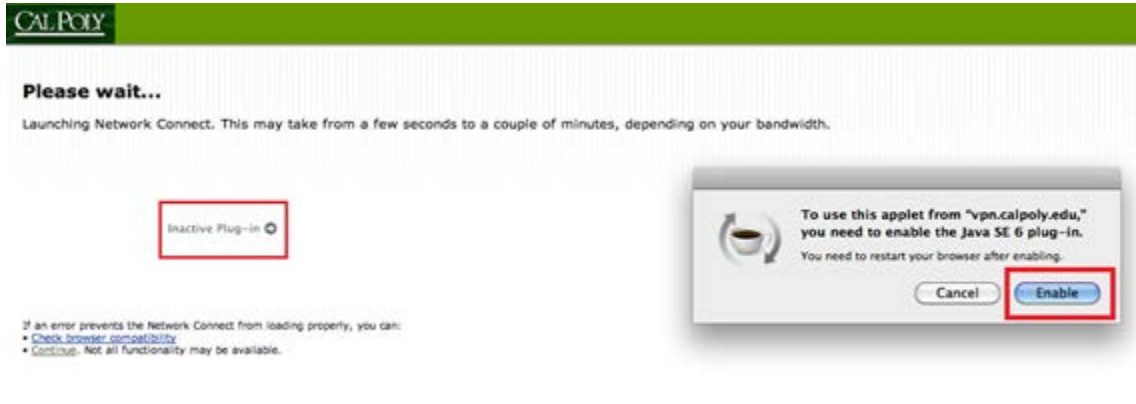 CAL POLY
Please wait...
Launching Network Connect. This may take from a few seconds to a couple of minutes, depending on your bandwidth.
Inactive Plug-in
To use this applet from "vpn.calpoly.edu,"
you need to enable the Java SE 6 plug-in.
You need to restart your browser after enabling.
Cancel Enable
If an error prevents the Network Connect from loading properly, you can:
• Check browser compatibility
• Continue. Not all functionality may be available.